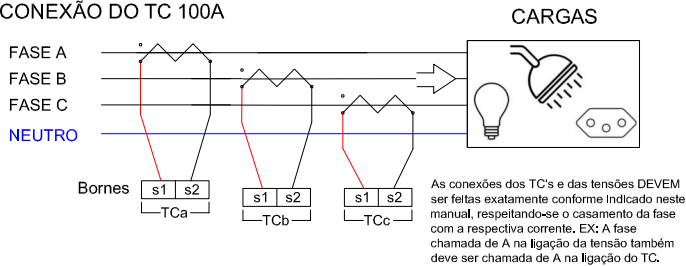 CONEXÃO DO TC 100A
CARGAS
FASE A
FASE B
FASE C
NEUTRO
Bornes
s1 s2
s1 s2
s1 s2
TCa
TCb
TCc
As conexões dos TC's e das tensões DEVEM
ser feitas exatamente conforme indicado neste
manual, respeitando-se o casamento da fase
com a respectiva corrente. EX: A fase
chamada de A na ligação da tensão também
deve ser chamada de A na ligação do TC.